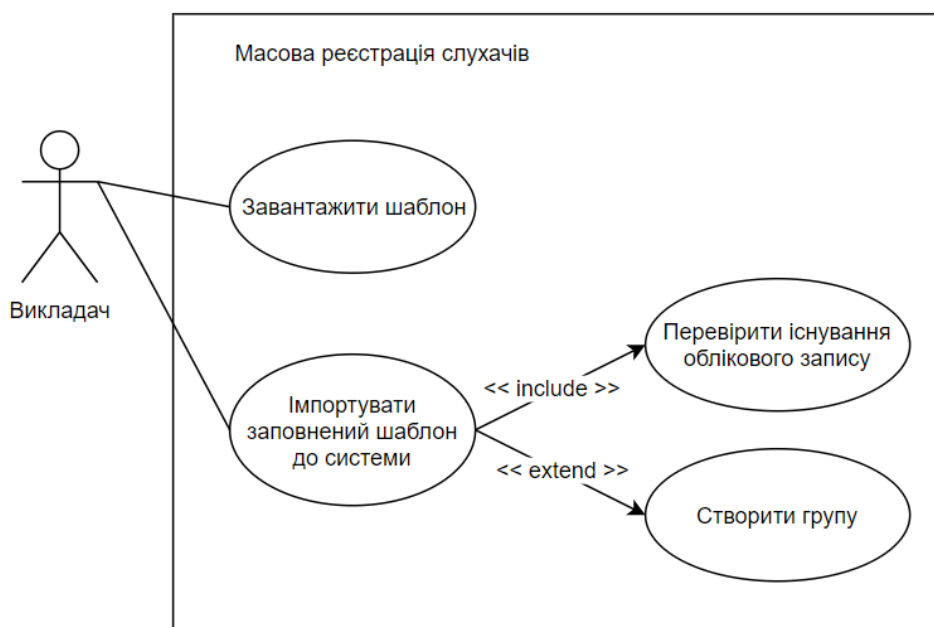 Масова реєстрація слухачів
Завантажити шаблон
Викладач
Перевірити існування
облікового запису
<< include >>
Імпортувати
заповнений шаблон
до системи
<< extend >>
Створити групу